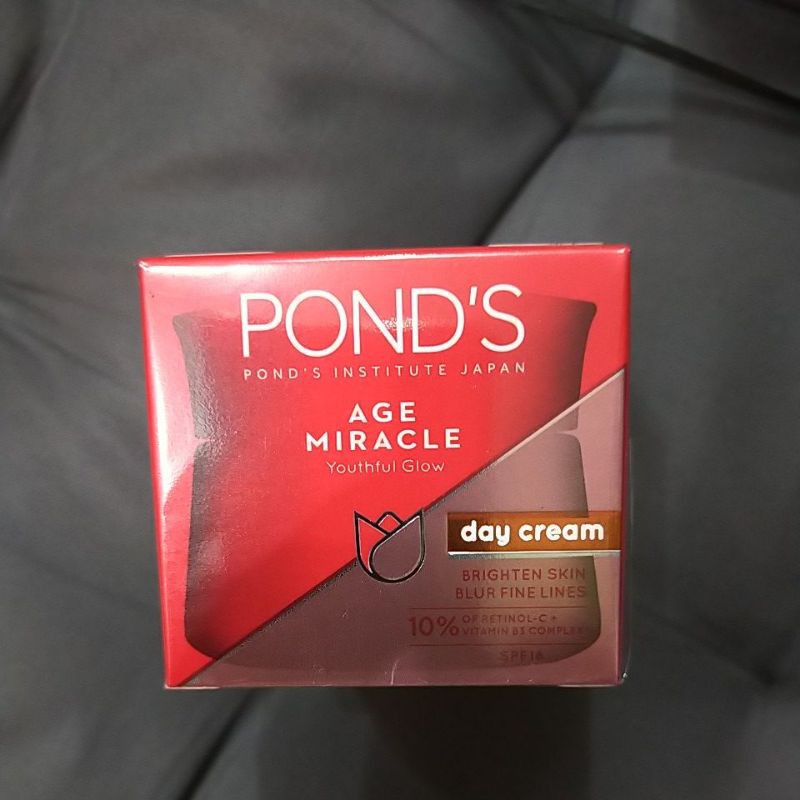 POND'S
POND'S INSTITUTE JAPAN
AGE
MIRACLE
Youthful Glow
day cream
BRIGHTEN SKIN
BLUR FINE LINES
10% OF RETINOL-C +
VITAMIN B3 COMPLEX